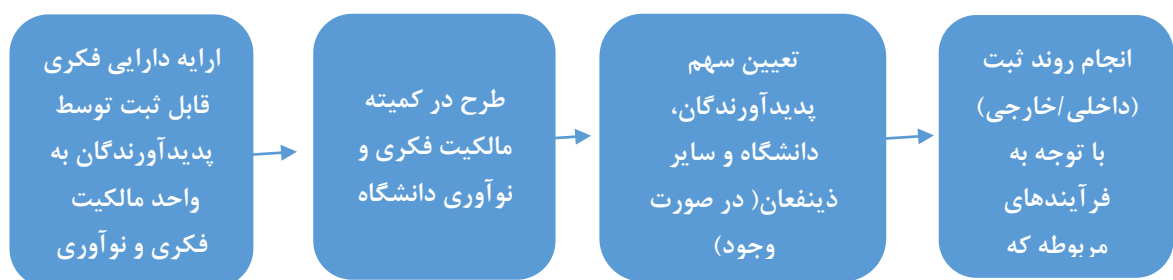 ارایه دارایی فکری
قابل ثبت توسط
پدیدآورندگان به
واحد مالکیت
فکری و نوآوری
طرح در کمیته
مالکیت فکری و
نوآوری دانشگاه
تعیین سهم
پدیدآورندگان،
دانشگاه و سایر
ذینفعان( در صورت
وجود)
انجام روند ثبت
(داخلی/خارجی)
با توجه به
فرآیندهای
مربوطه که